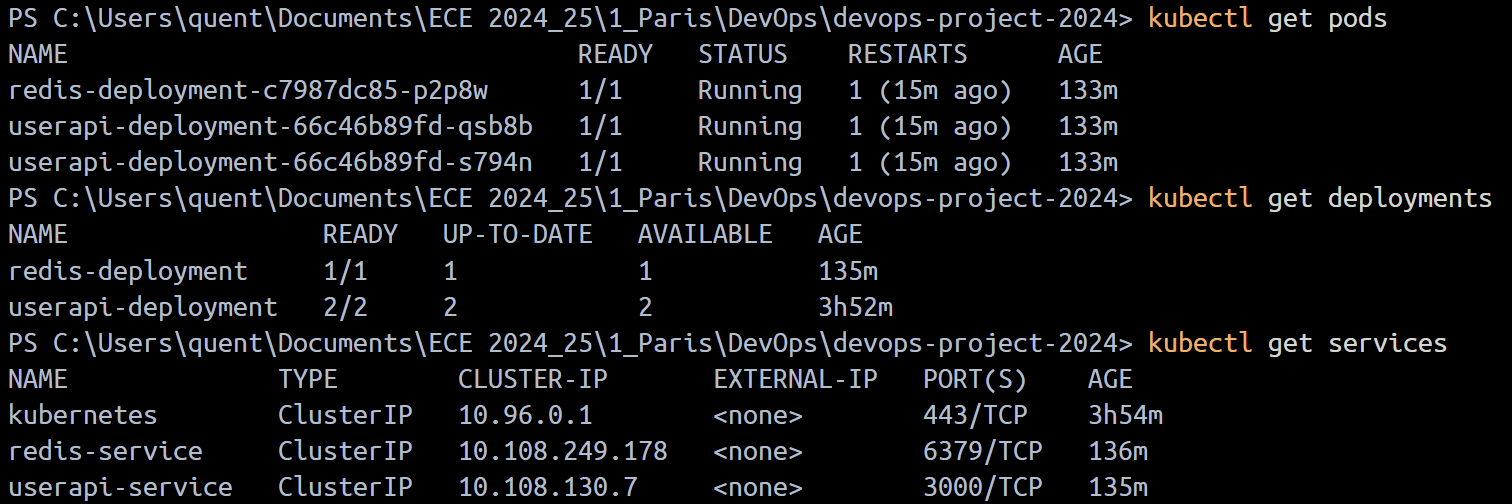 PS C:\Users\quent\Documents\ECE 2024_25\1_Paris\DevOps\devops-project-2024> kubectl get pods
NAME                                  READY   STATUS    RESTARTS      AGE
redis-deployment-c7987dc85-p2p8w      1/1     Running   1 (15m ago)   133m
userapi-deployment-66c46b89fd-qsb8b   1/1     Running   1 (15m ago)   133m
userapi-deployment-66c46b89fd-s794n   1/1     Running   1 (15m ago)   133m
PS C:\Users\quent\Documents\ECE 2024_25\1_Paris\DevOps\devops-project-2024> kubectl get deployments
NAME                 READY   UP-TO-DATE   AVAILABLE   AGE
redis-deployment     1/1     1            1           135m
userapi-deployment   2/2     2            2           3h52m
PS C:\Users\quent\Documents\ECE 2024_25\1_Paris\DevOps\devops-project-2024> kubectl get services
NAME              TYPE        CLUSTER-IP       EXTERNAL-IP   PORT(S)    AGE
kubernetes        ClusterIP   10.96.0.1        <none>        443/TCP    3h54m
redis-service     ClusterIP   10.108.249.178   <none>        6379/TCP   136m
userapi-service   ClusterIP   10.108.130.7     <none>        3000/TCP   135m